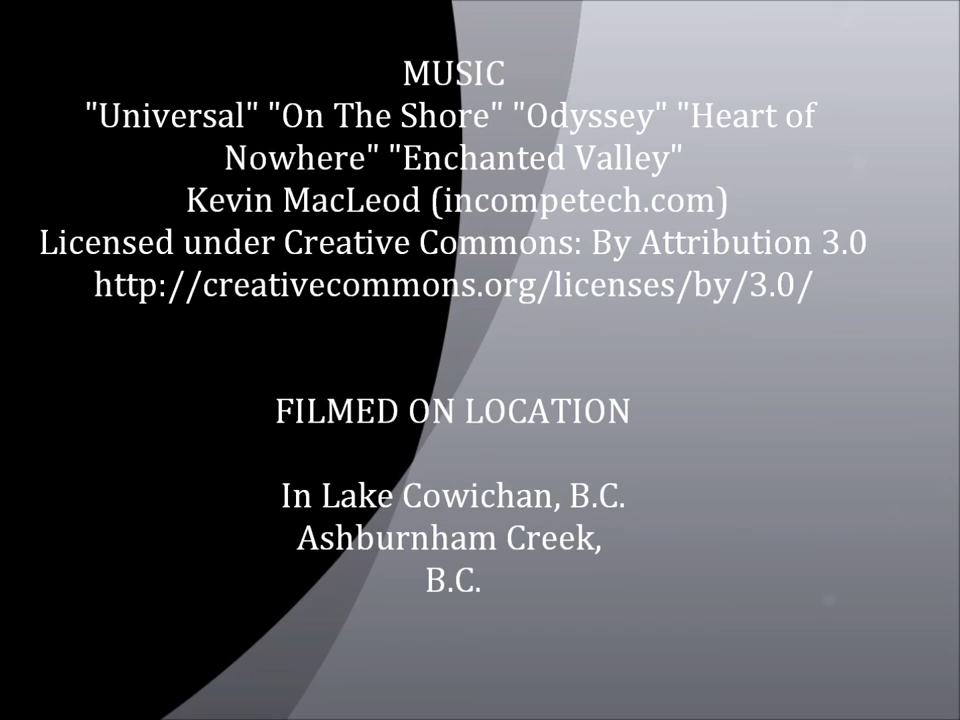 MUSIC
"Universal" "On The Shore" "Odyssey" "Heart of
Nowhere" "Enchanted Valley"
Kevin MacLeod (incompetech.com)
Licensed under Creative Commons: By Attribution 3.0
http://creativecommons.org/licenses/by/3.0/
FILMED ON LOCATION
In Lake Cowichan, B.C.
Ashburnham Creek,
B.C.